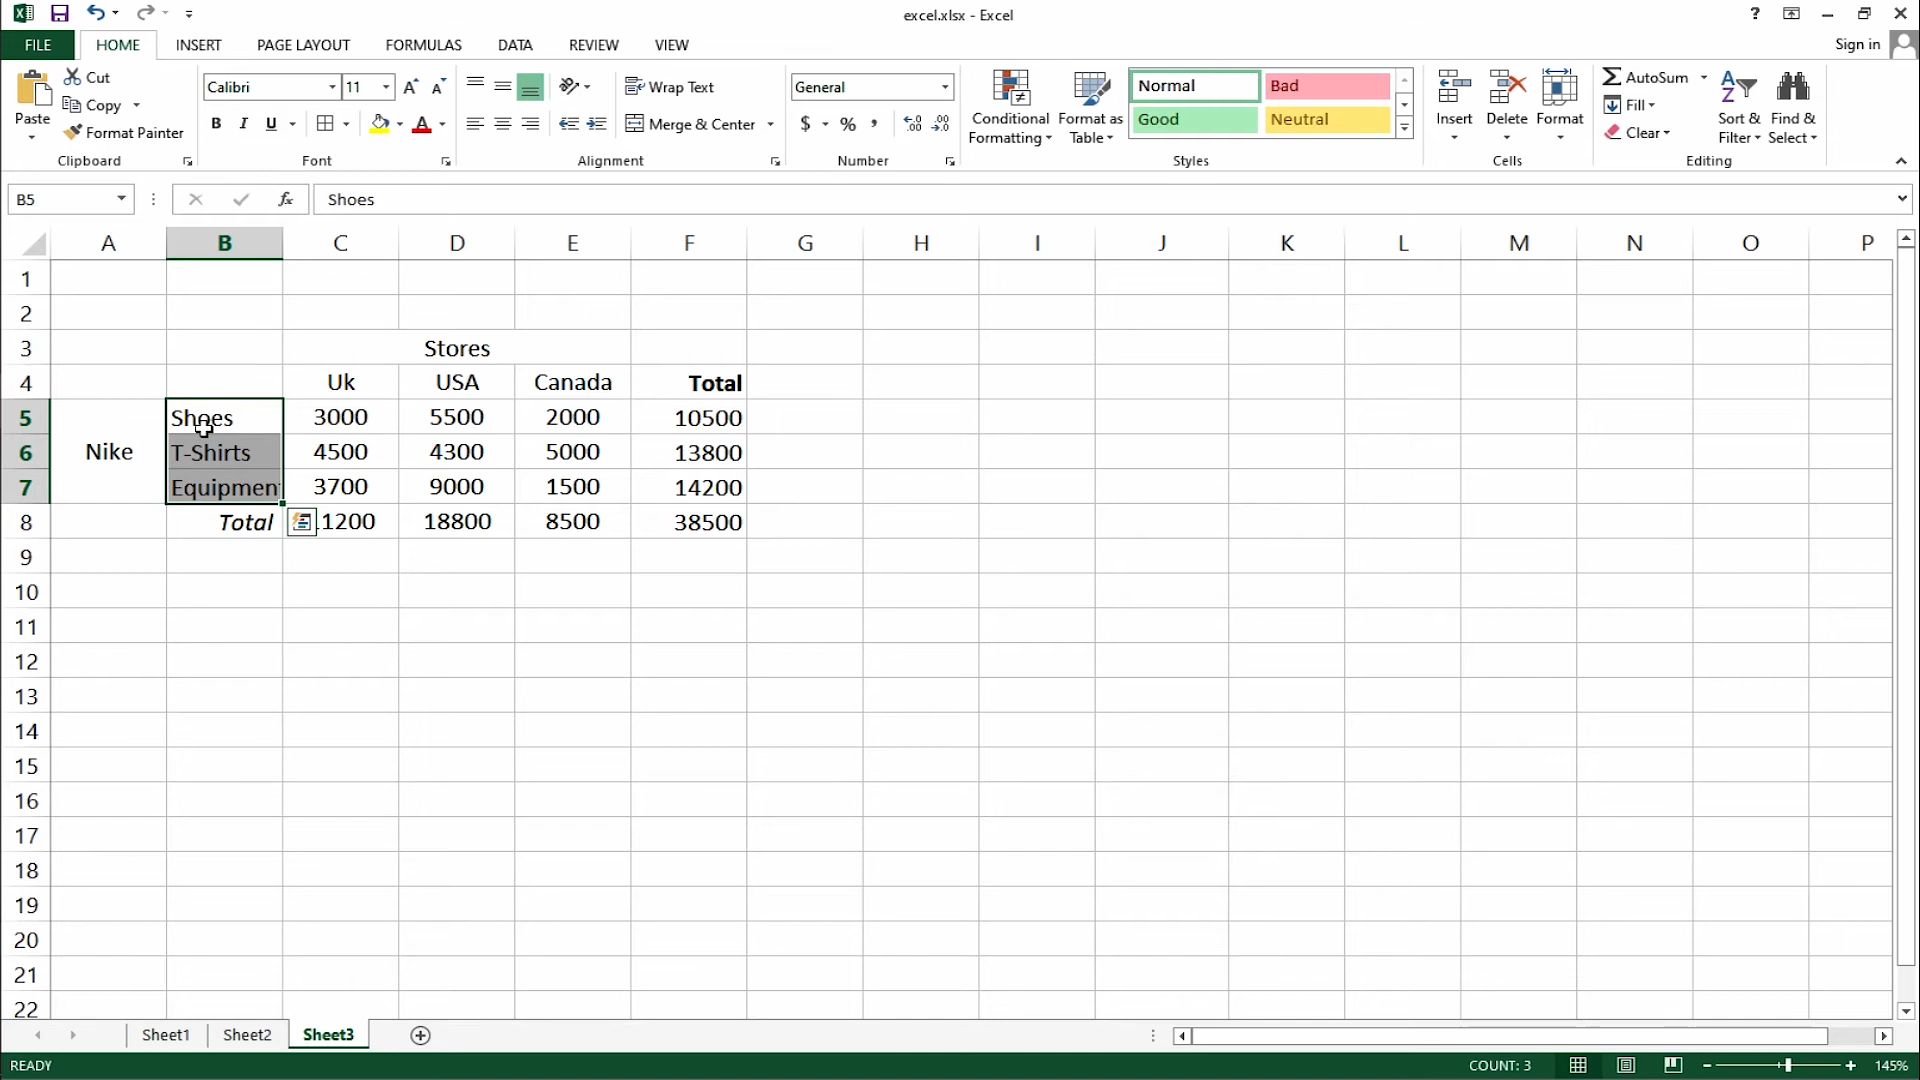 excel.xlsx - Excel
?
FILE HOME INSERT PAGE LAYOUT FORMULAS DATA REVIEW VIEW Sign in
Paste
Cut
Copy
Format Painter
Clipboard
Calibri 11
B I U
Font
Wrap Text
Merge & Center
Alignment
General
$ % ,
Number
Conditional Formatting
Format as Table
Normal Bad
Good Neutral
Styles
Insert Delete Format
Cells
AutoSum
Fill
Clear
Sort & Filter
Find & Select
Editing
B5 fx Shoes
A B C D E F G H I J K L M N O P
1
2
3 Stores
4 Uk USA Canada Total
5 Shoes 3000 5500 2000 10500
6 Nike T-Shirts 4500 4300 5000 13800
7 Equipment 3700 9000 1500 14200
8 Total 1200 18800 8500 38500
9
10
11
12
13
14
15
16
17
18
19
20
21
22
Sheet1 Sheet2 Sheet3
READY COUNT: 3 145%